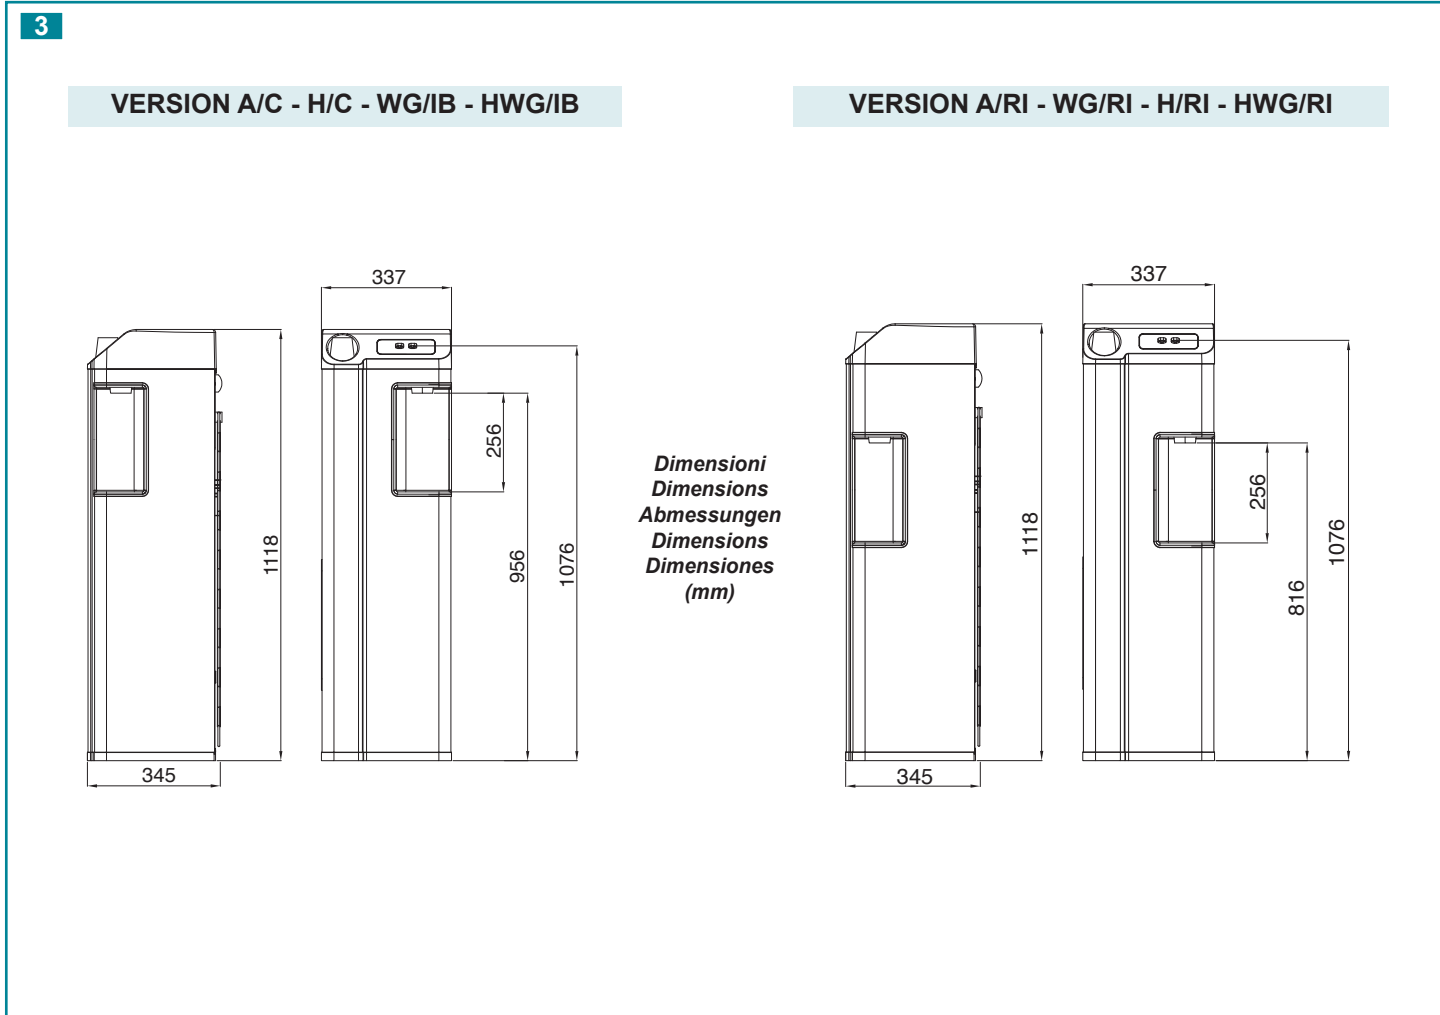 3
VERSION A/C - H/C - WG/IB - HWG/IB
VERSION A/RI - WG/RI - H/RI - HWG/RI
337
1118
345
256
956
1076
Dimensioni
Dimensions
Abmessungen
Dimensions
Dimensiones
(mm)
337
1118
345
256
816
1076